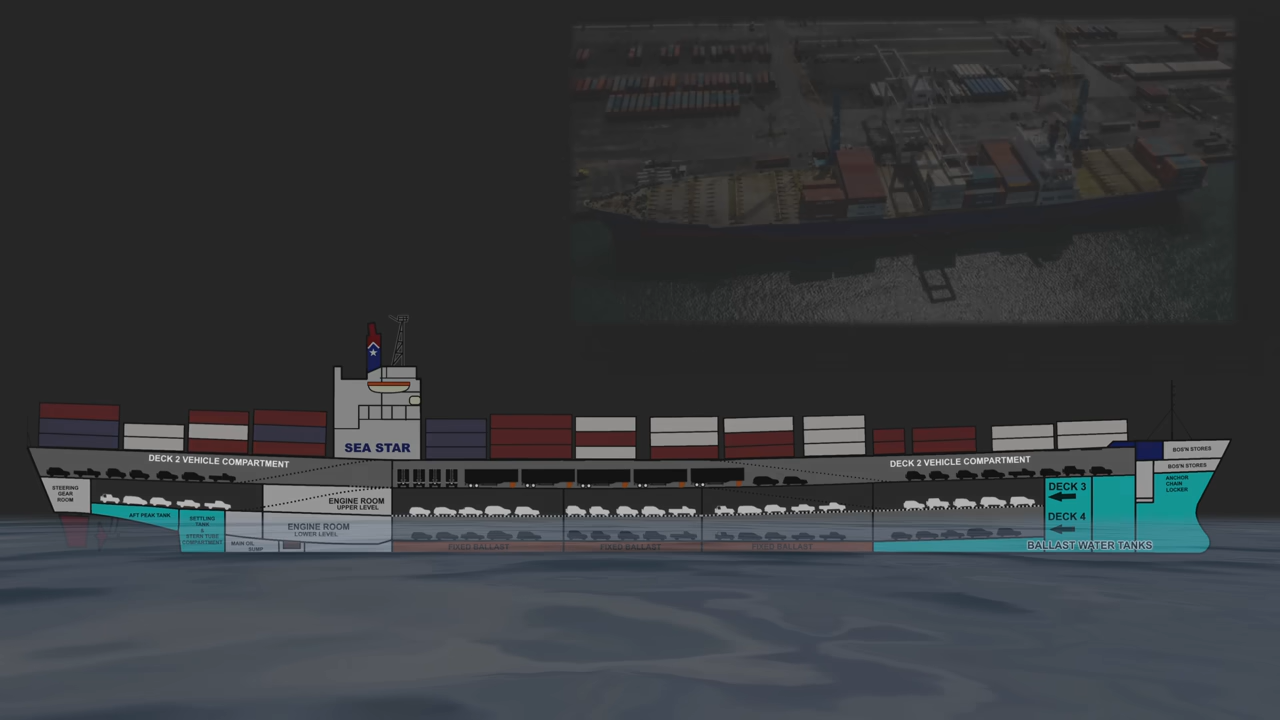 SEA STAR
DECK 2 VEHICLE COMPARTMENT
DECK 2 VEHICLE COMPARTMENT
BOS'N STORES
BOS'N STORES
ANCHOR
CHAIN
LOCKER
STEERING
GEAR
ROOM
ENGINE ROOM
UPPER LEVEL
DECK 3
AFT PEAK TANK
SETTLING
TANK
&
STERN TUBE
COMPARTMENT
ENGINE ROOM
LOWER LEVEL
DECK 4
MAIN OIL
SUMP
FIXED BALLAST
FIXED BALLAST
FIXED BALLAST
BALLAST WATER TANKS